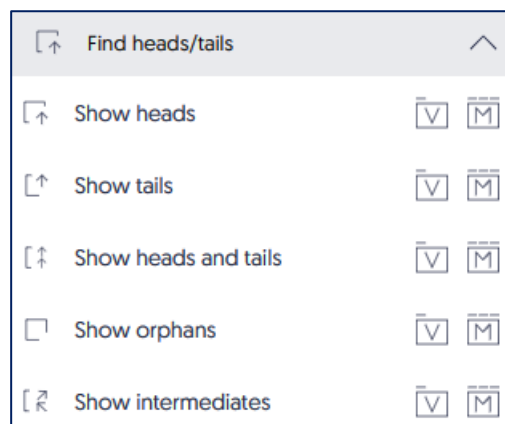 Find heads/tails
Show heads V M
Show tails V M
Show heads and tails V M
Show orphans V M
Show intermediates V M